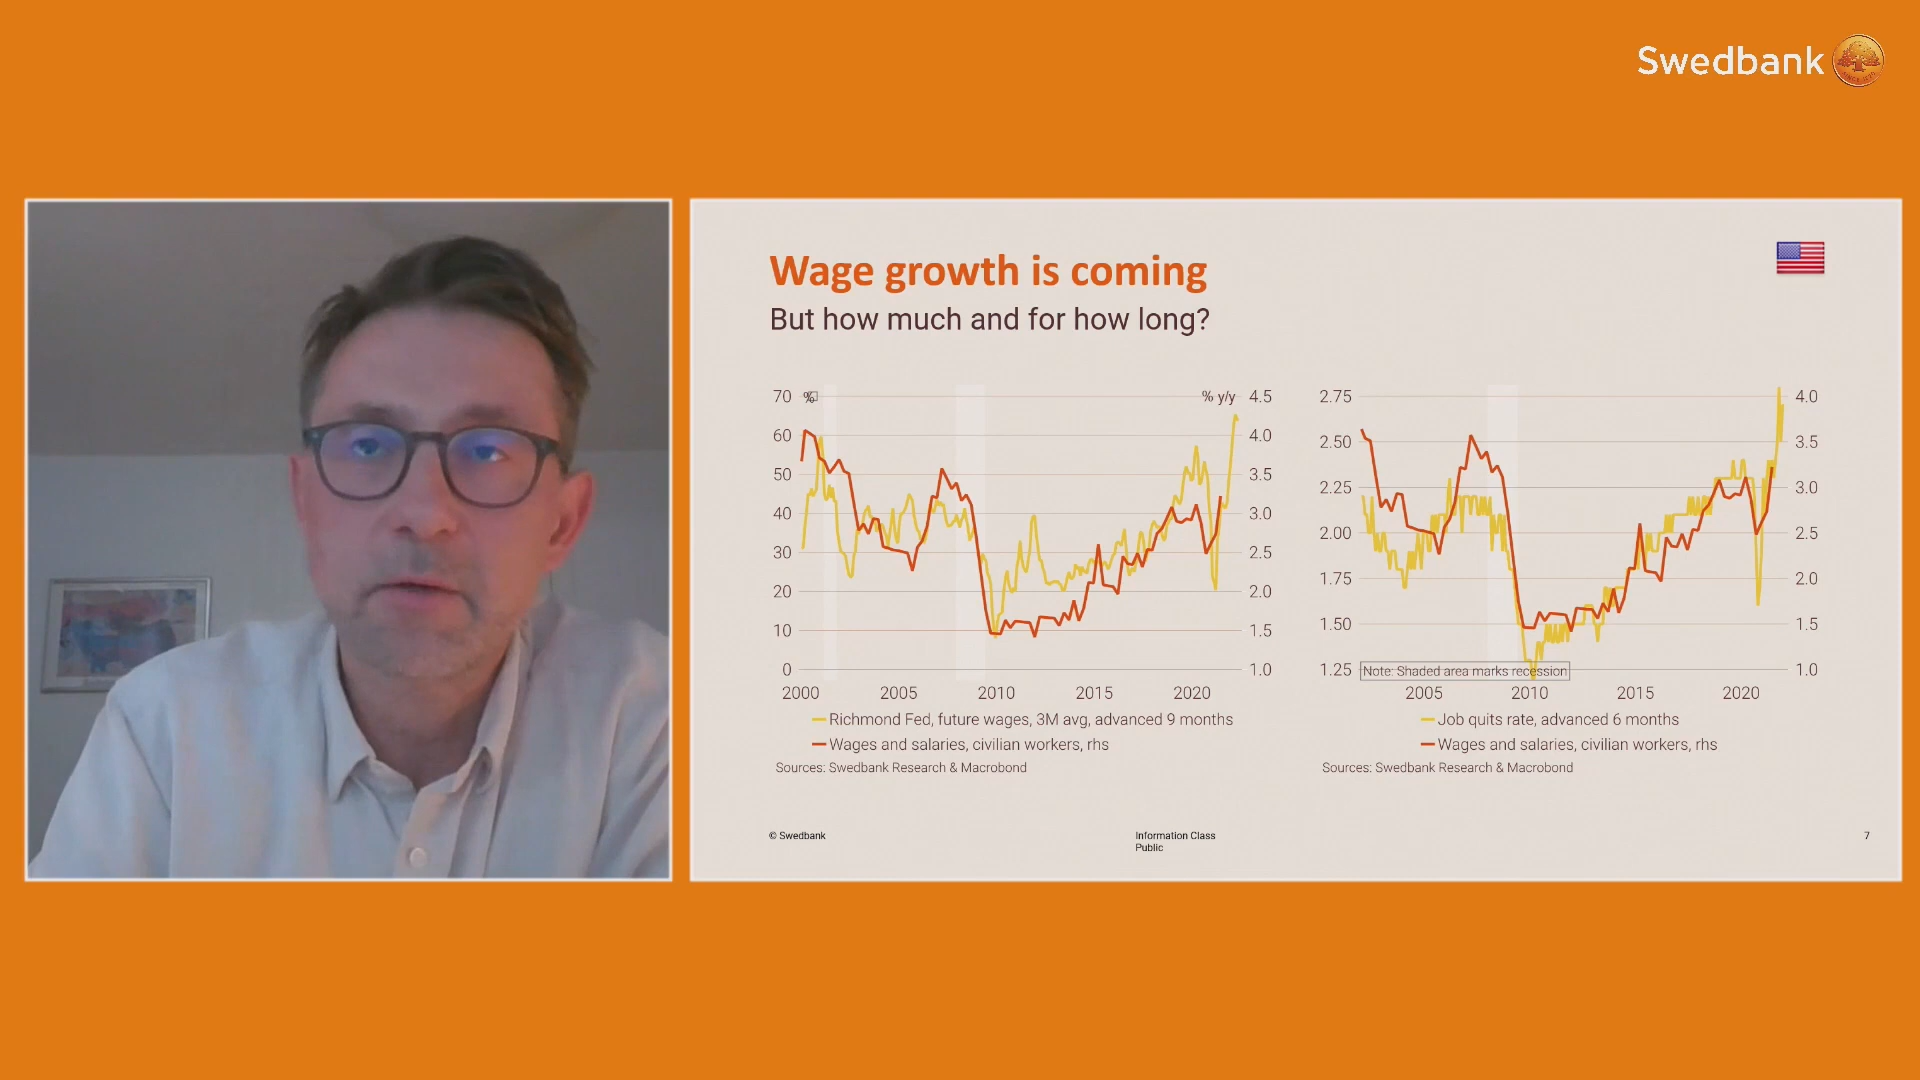 Swedbank
Wage growth is coming
But how much and for how long?
70 % % y/y 4.5
60 4.0
50 3.5
40 3.0
30 2.5
20 2.0
10 1.5
0 1.0
2000 2005 2010 2015 2020
Richmond Fed, future wages, 3M avg, advanced 9 months
Wages and salaries, civilian workers, rhs
Sources: Swedbank Research & Macrobond
2.75 4.0
2.50 3.5
2.25 3.0
2.00 2.5
1.75 2.0
1.50 1.5
1.25 Note: Shaded area marks recession 1.0
2005 2010 2015 2020
Job quits rate, advanced 6 months
Wages and salaries, civilian workers, rhs
Sources: Swedbank Research & Macrobond
© Swedbank
Information Class
Public
7